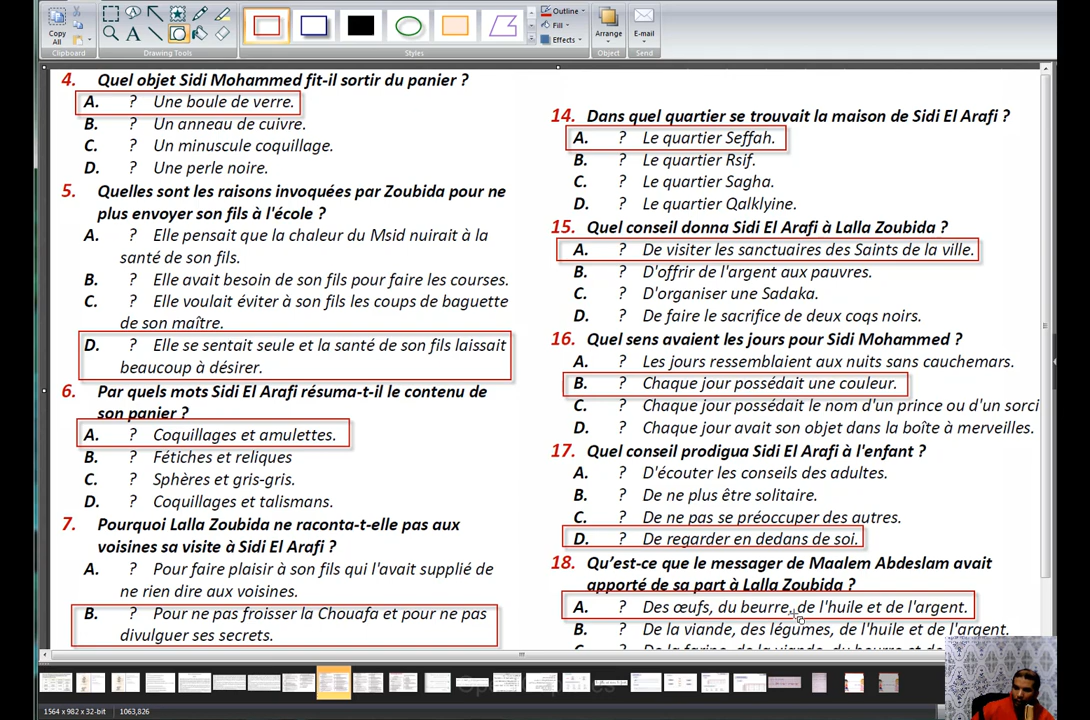 Copy
All
Clipboard
Drawing Tools
Styles
Outline
Fill
Effects
Arrange
Object
E-mail
Send
4. Quel objet Sidi Mohammed fit-il sortir du panier ?
A. ? Une boule de verre.
B. ? Un anneau de cuivre.
C. ? Un minuscule coquillage.
D. ? Une perle noire.
5. Quelles sont les raisons invoquées par Zoubida pour ne
plus envoyer son fils à l'école ?
A. ? Elle pensait que la chaleur du Msid nuirait à la
santé de son fils.
B. ? Elle avait besoin de son fils pour faire les courses.
C. ? Elle voulait éviter à son fils les coups de baguette
de son maître.
D. ? Elle se sentait seule et la santé de son fils laissait
beaucoup à désirer.
6. Par quels mots Sidi El Arafi résuma-t-il le contenu de
son panier ?
A. ? Coquillages et amulettes.
B. ? Fétiches et reliques
C. ? Sphères et gris-gris.
D. ? Coquillages et talismans.
7. Pourquoi Lalla Zoubida ne raconta-t-elle pas aux
voisines sa visite à Sidi El Arafi ?
A. ? Pour faire plaisir à son fils qui l'avait supplié de
ne rien dire aux voisines.
B. ? Pour ne pas froisser la Chouafa et pour ne pas
divulguer ses secrets.
14. Dans quel quartier se trouvait la maison de Sidi El Arafi ?
A. ? Le quartier Seffah.
B. ? Le quartier Rsif.
C. ? Le quartier Sagha.
D. ? Le quartier Qalklyine.
15. Quel conseil donna Sidi El Arafi à Lalla Zoubida ?
A. ? De visiter les sanctuaires des Saints de la ville.
B. ? D'offrir de l'argent aux pauvres.
C. ? D'organiser une Sadaka.
D. ? De faire le sacrifice de deux coqs noirs.
16. Quel sens avaient les jours pour Sidi Mohammed ?
A. ? Les jours ressemblaient aux nuits sans cauchemars.
B. ? Chaque jour possédait une couleur.
C. ? Chaque jour possédait le nom d'un prince ou d'un sorci
D. ? Chaque jour avait son objet dans la boîte à merveilles.
17. Quel conseil prodigua Sidi El Arafi à l'enfant ?
A. ? D'écouter les conseils des adultes.
B. ? De ne plus être solitaire.
C. ? De ne pas se préoccuper des autres.
D. ? De regarder en dedans de soi.
18. Qu’est-ce que le messager de Maalem Abdeslam avait
apporté de sa part à Lalla Zoubida ?
A. ? Des œufs, du beurre, de l'huile et de l'argent.
B. ? De la viande, des légumes, de l'huile et de l'argent.
1564 x 982 x 32-bit
1063,826